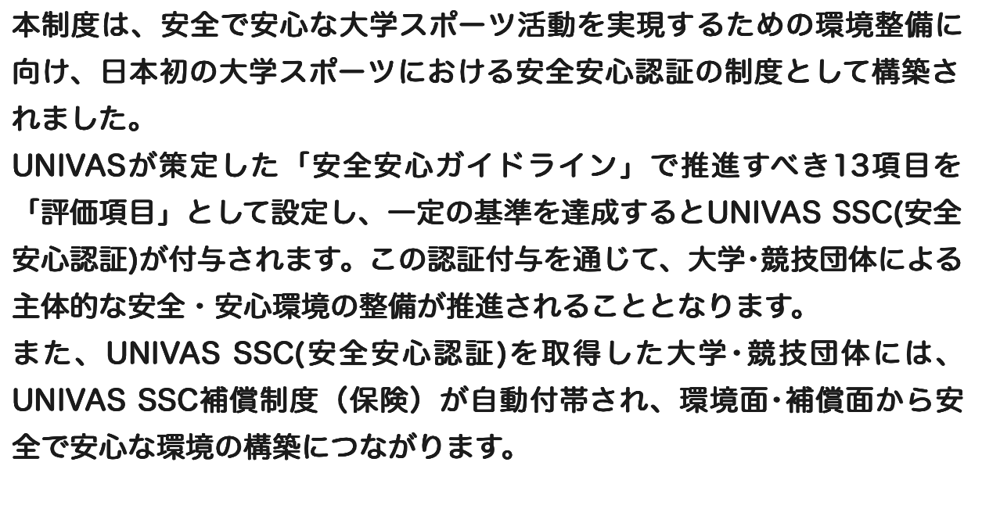 本制度は、安全で安心な大学スポーツ活動を実現するための環境整備に
向け、日本初の大学スポーツにおける安全安心認証の制度として構築さ
れました。
UNIVASが策定した「安全安心ガイドライン」で推進すべき13項目を
「評価項目」として設定し、一定の基準を達成するとUNIVAS SSC(安全
安心認証)が付与されます。この認証付与を通じて、大学･競技団体による
主体的な安全・安心環境の整備が推進されることとなります。
また、UNIVAS SSC(安全安心認証)を取得した大学･競技団体には、
UNIVAS SSC補償制度（保険）が自動付帯され、環境面･補償面から安
全で安心な環境の構築につながります。